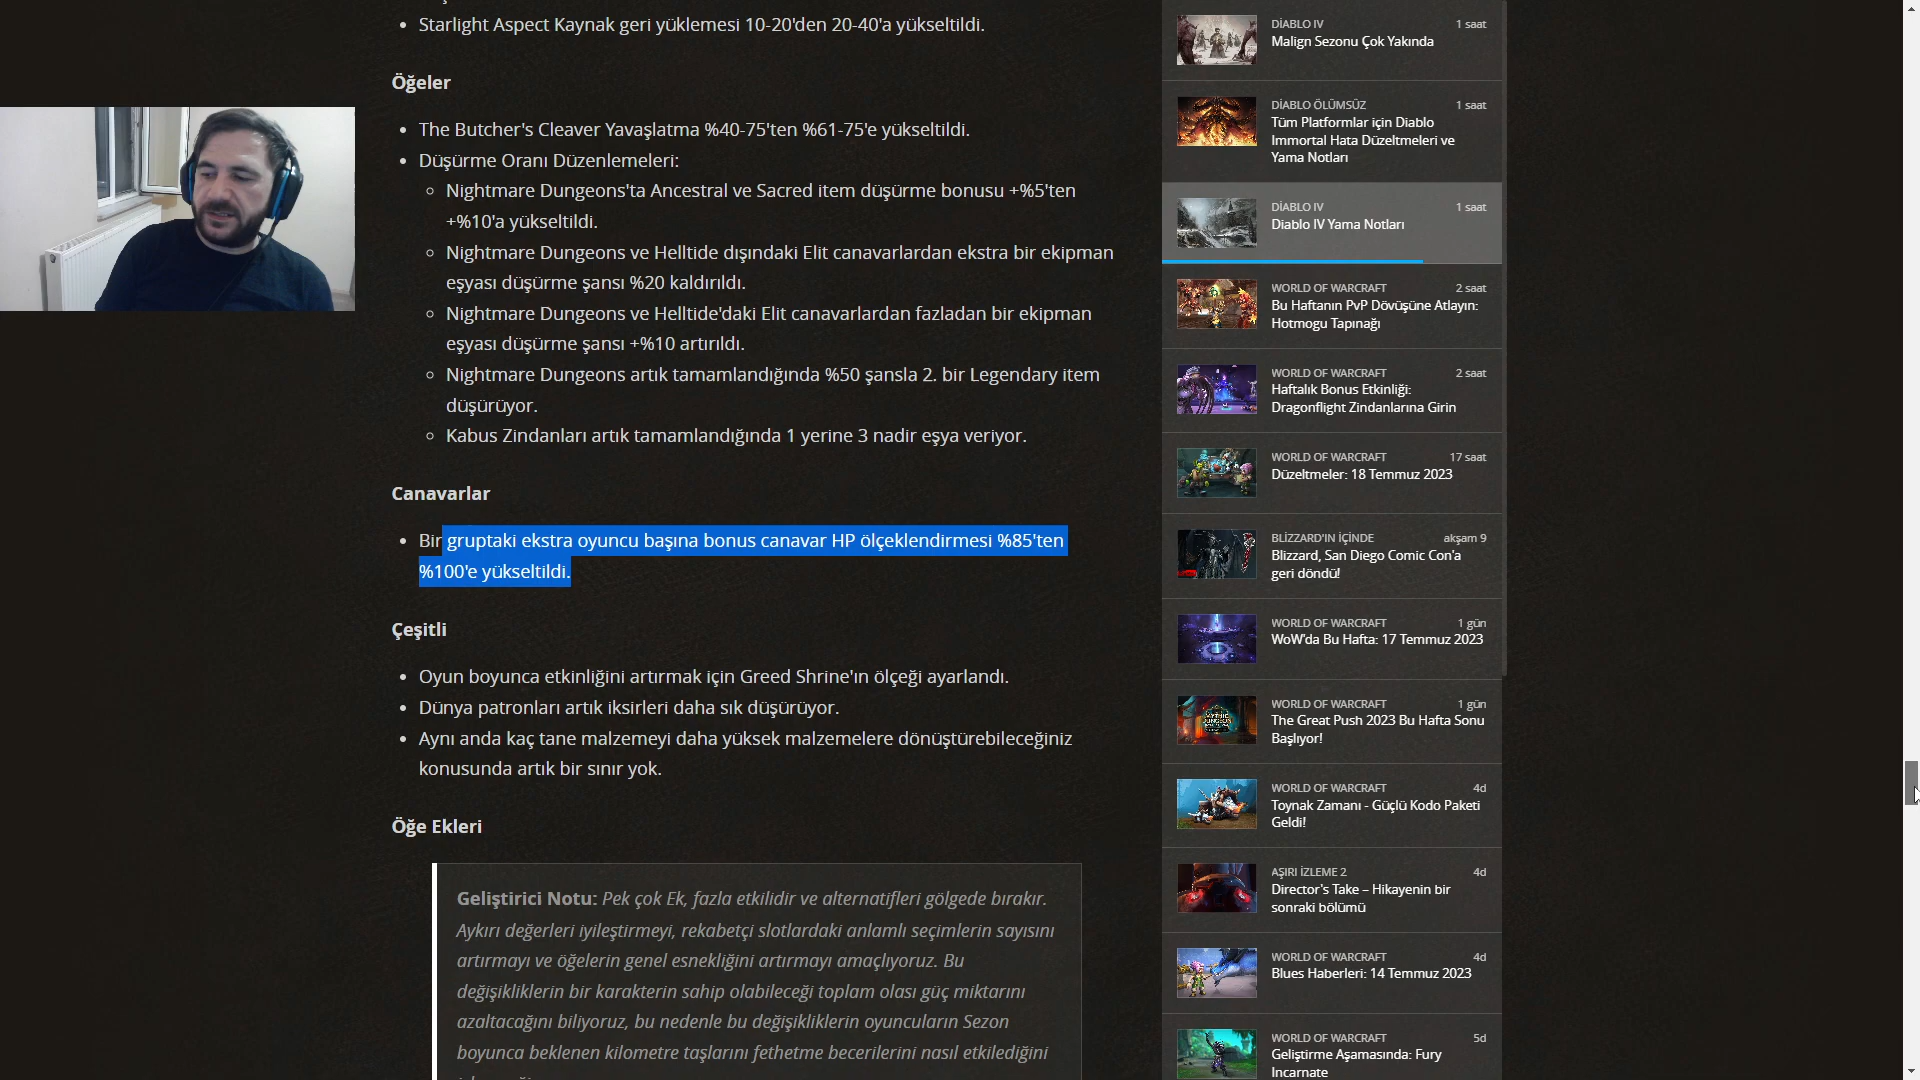 Starlight Aspect Kaynak geri yüklemesi 10-20'den 20-40'a yükseltildi.
Öğeler
The Butcher's Cleaver Yavaşlatma %40-75'ten %61-75'e yükseltildi.
Düşürme Oranı Düzenlemeleri:
Nightmare Dungeons'ta Ancestral ve Sacred item düşürme bonusu +%5'ten
+%10'a yükseltildi.
Nightmare Dungeons ve Helltide dışındaki Elit canavarlardan ekstra bir ekipman
eşyası düşürme şansı %20 kaldırıldı.
Nightmare Dungeons ve Helltide'daki Elit canavarlardan fazladan bir ekipman
eşyası düşürme şansı +%10 artırıldı.
Nightmare Dungeons artık tamamlandığında %50 şansla 2. bir Legendary item
düşürüyor.
Kabus Zindanları artık tamamlandığında 1 yerine 3 nadir eşya veriyor.
Canavarlar
Bir gruptaki ekstra oyuncu başına bonus canavar HP ölçeklendirmesi %85'ten
%100'e yükseltildi.
Çeşitli
Oyun boyunca etkinliğini artırmak için Greed Shrine'ın ölçeği ayarlandı.
Dünya patronları artık iksirleri daha sık düşürüyor.
Aynı anda kaç tane malzemeyi daha yüksek malzemelere dönüştürebileceğiniz
konusunda artık bir sınır yok.
Öğe Ekleri
Geliştirici Notu: Pek çok Ek, fazla etkilidir ve alternatifleri gölgede bırakır.
Aykırı değerleri iyileştirmeyi, rekabetçi slotlardaki anlamlı seçimlerin sayısını
artırmayı ve öğelerin genel esnekliğini artırmayı amaçlıyoruz. Bu
değişikliklerin bir karakterin sahip olabileceği toplam olası güç miktarını
azaltacağını biliyoruz, bu nedenle bu değişikliklerin oyuncuların Sezon
boyunca beklenen kilometre taşlarını fethetme becerilerini nasıl etkilediğini
DİABLO IV 1 saat
Malign Sezonu Çok Yakında
DİABLO ÖLÜMSÜZ 1 saat
Tüm Platformlar için Diablo
Immortal Hata Düzeltmeleri ve
Yama Notları
DİABLO IV 1 saat
Diablo IV Yama Notları
WORLD OF WARCRAFT 2 saat
Bu Haftanın PvP Dövüşüne Atlayın:
Hotmogu Tapınağı
WORLD OF WARCRAFT 2 saat
Haftalık Bonus Etkinliği:
Dragonflight Zindanlarına Girin
WORLD OF WARCRAFT 17 saat
Düzeltmeler: 18 Temmuz 2023
BLİZZARD'IN İÇİNDE akşam 9
Blizzard, San Diego Comic Con'a
geri döndü!
WORLD OF WARCRAFT 1 gün
WoW'da Bu Hafta: 17 Temmuz 2023
WORLD OF WARCRAFT 1 gün
The Great Push 2023 Bu Hafta Sonu
Başlıyor!
WORLD OF WARCRAFT 4d
Toynak Zamanı - Güçlü Kodo Paketi
Geldi!
AŞIRI İZLEME 2 4d
Director's Take – Hikayenin bir
sonraki bölümü
WORLD OF WARCRAFT 4d
Blues Haberleri: 14 Temmuz 2023
WORLD OF WARCRAFT 5d
Geliştirme Aşamasında: Fury
Incarnate